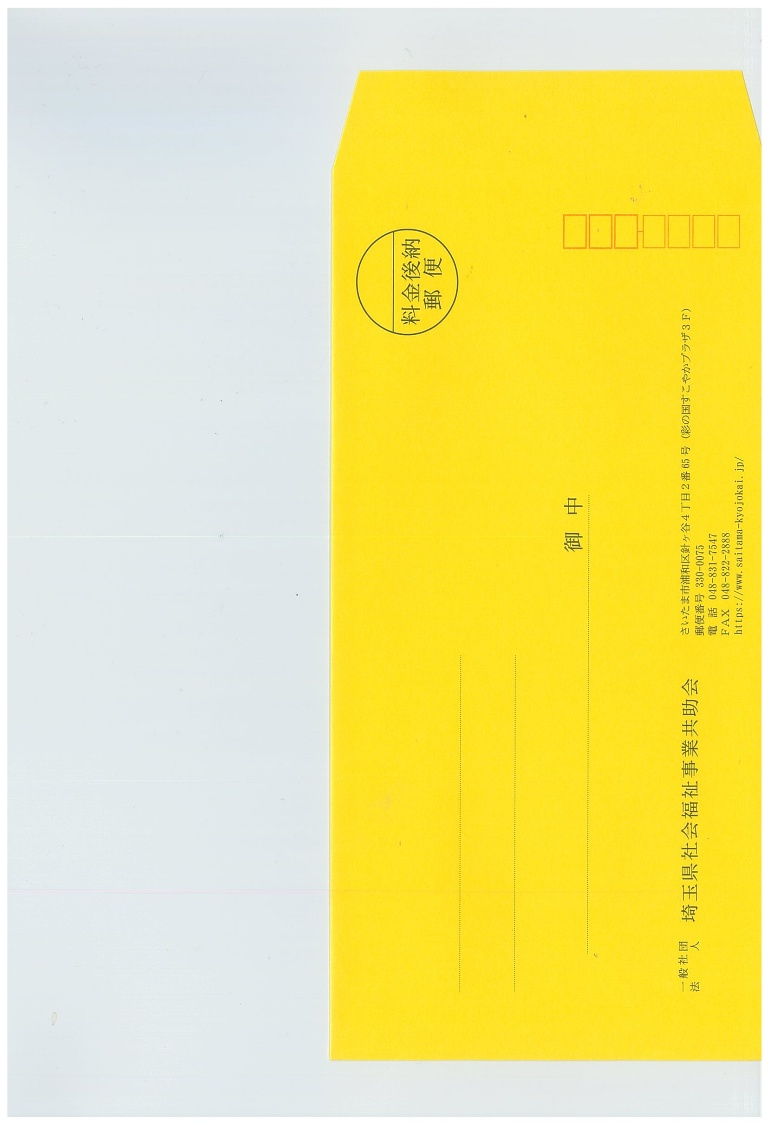 料金後納
郵便
御中
一般社団
法人
埼玉県社会福祉事業共助会
さいたま市浦和区針ヶ谷4丁目2番65号（彩の国すこやかプラザ3F）
郵便番号 330-0075
電話 048-831-7547
FAX 048-822-2888
https://www.saitama-kyojokai.jp/